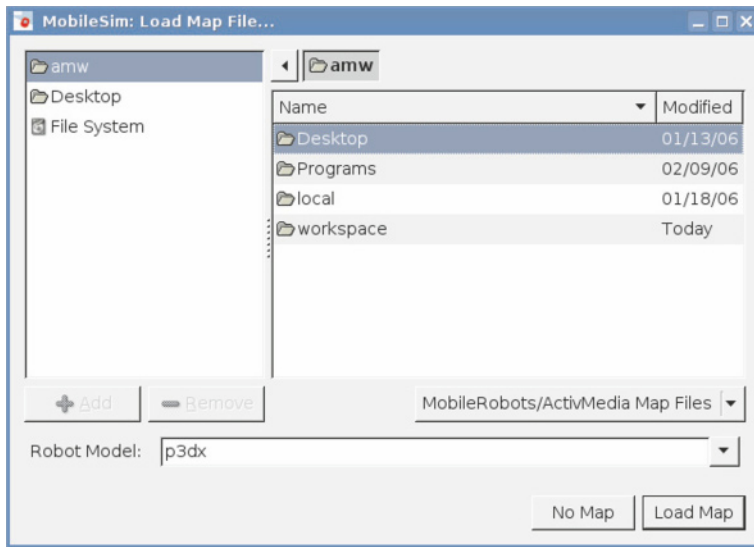 MobileSim: Load Map File...
amw
Desktop
File System
amw
Name Modified
Desktop 01/13/06
Programs 02/09/06
local 01/18/06
workspace Today
Add Remove MobileRobots/ActivMedia Map Files
Robot Model: p3dx
No Map Load Map